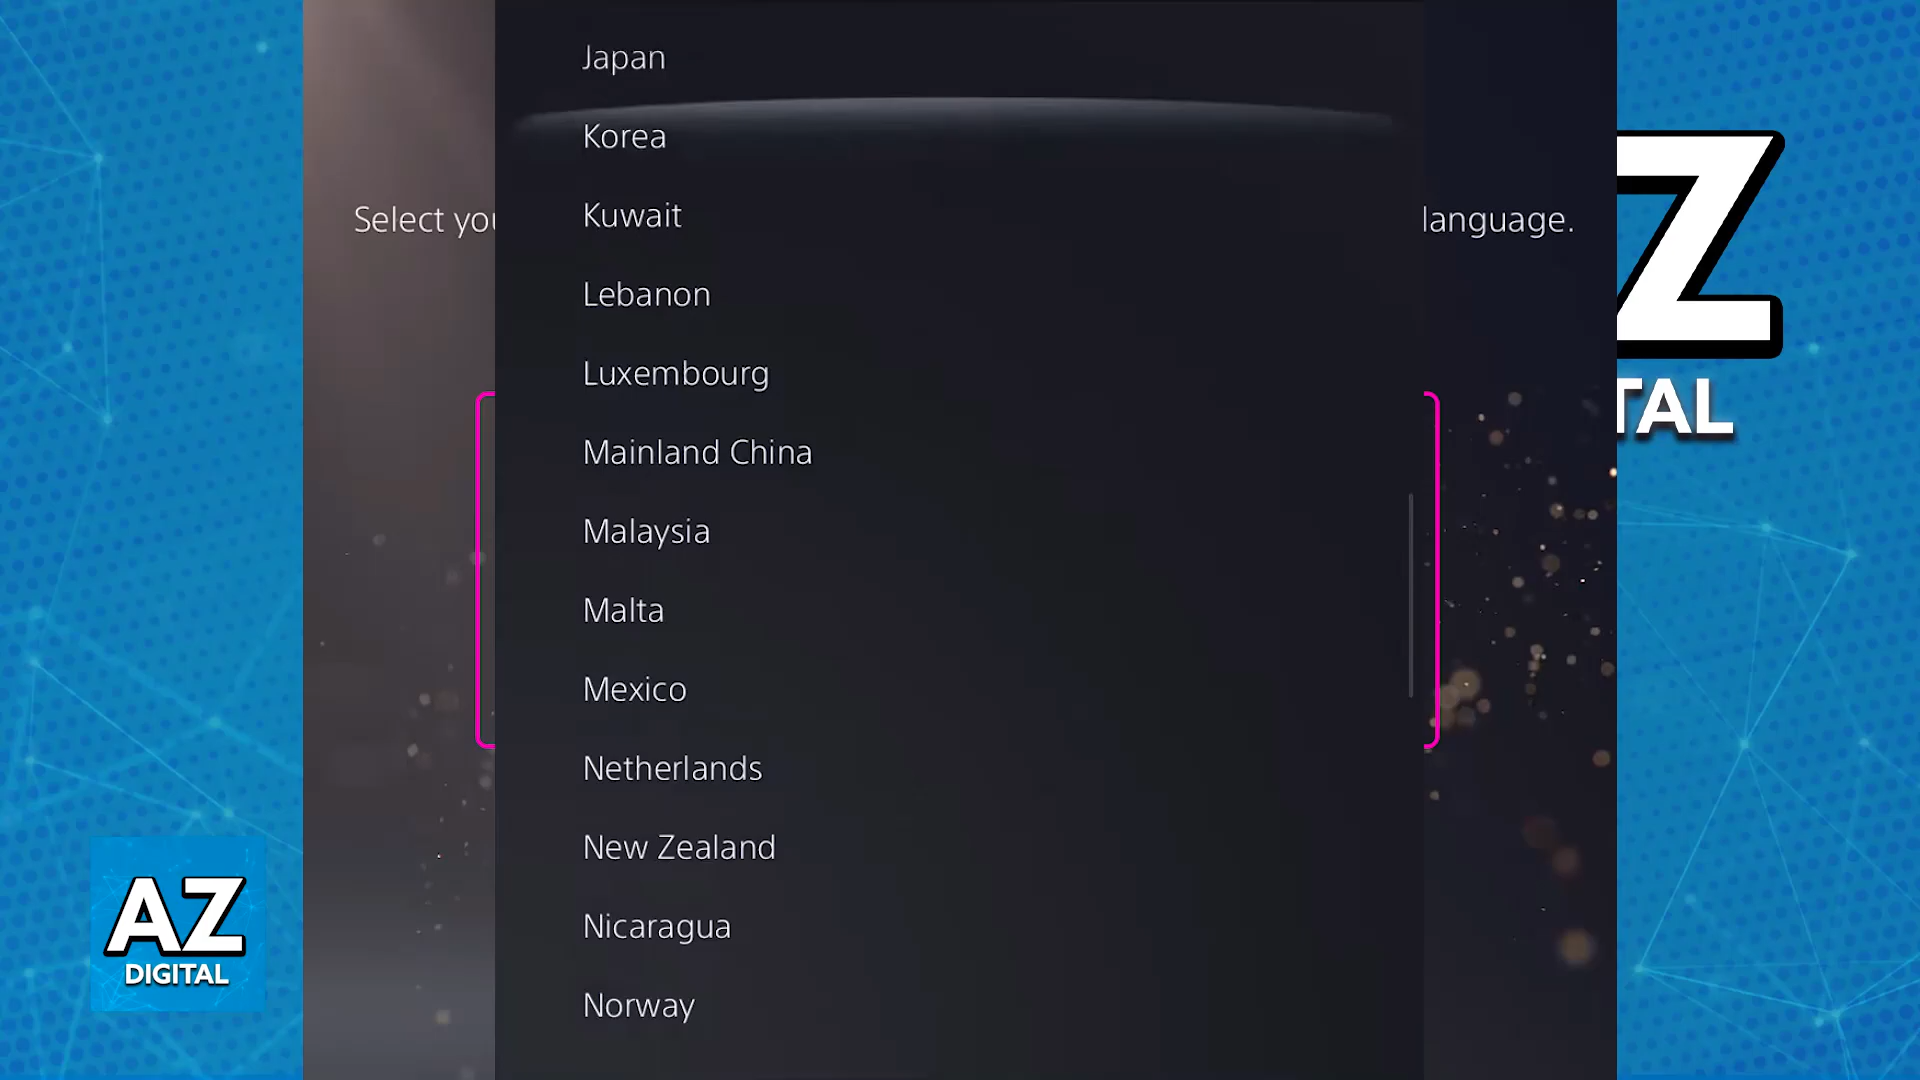 Japan
Korea
Kuwait
Select you
language.
Lebanon
Luxembourg
Mainland China
Malaysia
Malta
Mexico
Netherlands
New Zealand
Nicaragua
Norway
Z
TAL
AZ
DIGITAL